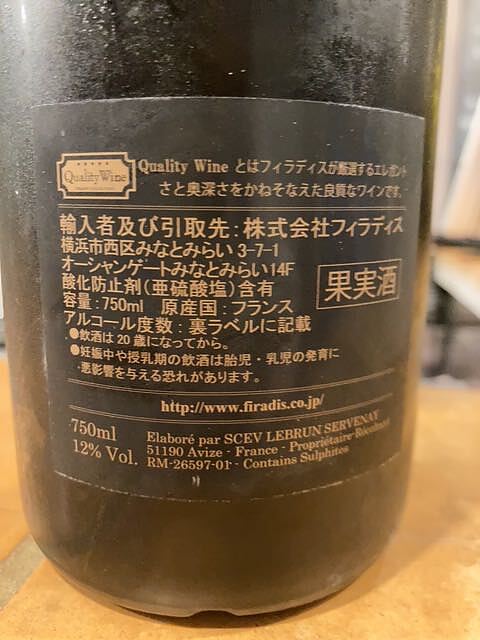 Quality Wine
Quality Wine とはフィラディスが厳選するエレガント
さと奥深さをかねそなえた良質なワインです。
輸入者及び引取先:株式会社フィラディス
横浜市西区みなとみらい 3-7-1
オーシャンゲートみなとみらい14F
酸化防止剤(亜硫酸塩)含有
果実酒
容量:750ml 原産国:フランス
アルコール度数:裏ラベルに記載
●飲酒は 20 歳になってから。
●妊娠中や授乳期の飲酒は胎児・乳児の発育に
悪影響を与える恐れがあります。
http://www.firadis.co.jp/
750ml
12% Vol.
Elaboré par SCEV LEBRUN SERVENAY
51190 Avize - France - Propriétaire-Récoltant
RM-26597-01 - Contains Sulphites